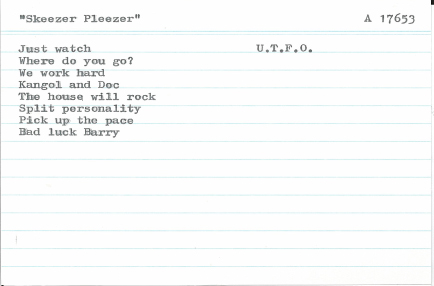 "Skeezer Pleezer" A 17653
Just watch U.T.F.O.
Where do you go?
We work hard
Kangol and Doc
The house will rock
Split personality
Pick up the pace
Bad luck Barry